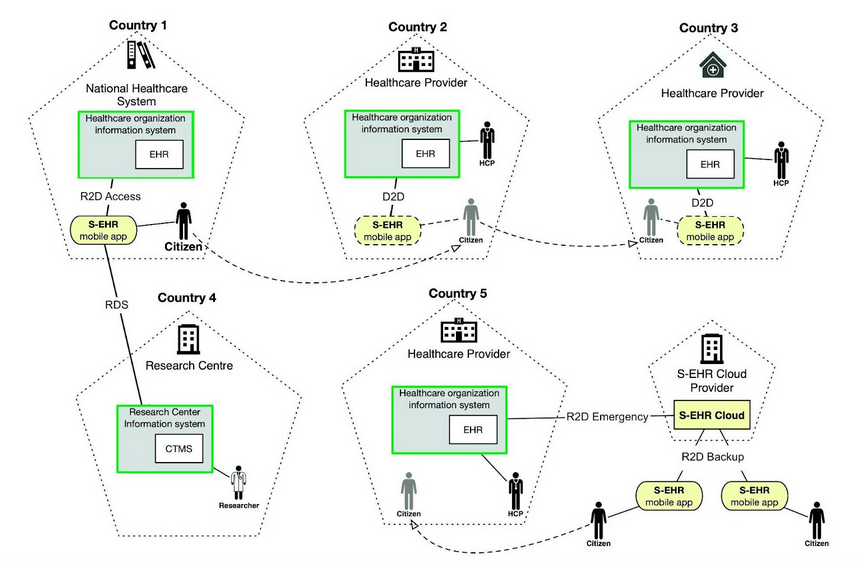 Country 1
National Healthcare
System
Healthcare organization
information system
EHR
R2D Access
S-EHR
mobile app
Citizen
Country 2
H
Healthcare Provider
Healthcare organization
information system
EHR
HCP
D2D
S-EHR
mobile app
Citizen
Country 3
Healthcare Provider
Healthcare organization
information system
EHR
HCP
D2D
Citizen
S-EHR
mobile app
RDS
Country 4
Research Centre
Research Center
Information system
CTMS
Researcher
Country 5
H
Healthcare Provider
Healthcare organization
information system
EHR
Citizen
HCP
R2D Emergency
S-EHR Cloud
Provider
S-EHR Cloud
R2D Backup
S-EHR
mobile app
S-EHR
mobile app
Citizen
Citizen